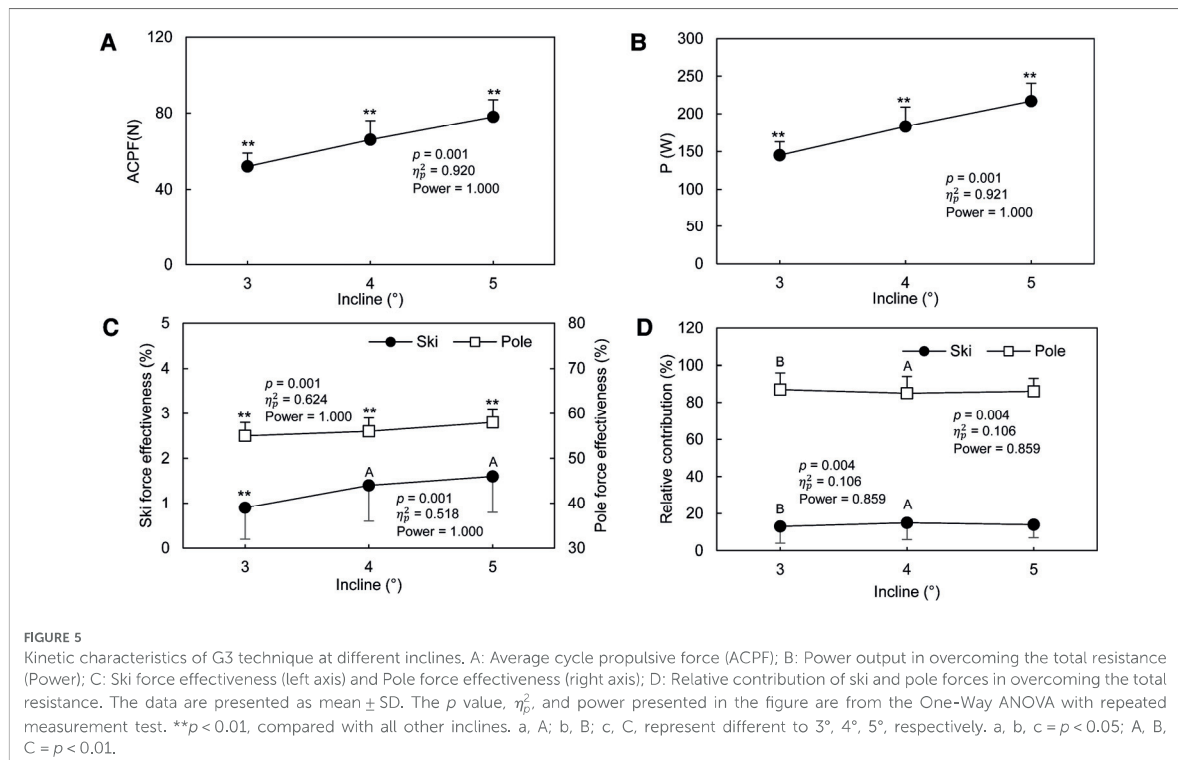 A
120
80
40
0
ACPF(N)
**
**
**
p = 0.001
η²ₚ = 0.920
Power = 1.000
3
4
5
Incline (°)
B
300
250
200
150
100
50
0
P (W)
**
**
**
p = 0.001
η²ₚ = 0.921
Power = 1.000
3
4
5
Incline (°)
C
5
4
3
2
1
0
Ski force effectiveness (%)
Ski
Pole
80
70
60
50
40
30
Pole force effectiveness (%)
p = 0.001
η²ₚ = 0.624
Power = 1.000
**
**
**
**
A
A
p = 0.001
η²ₚ = 0.518
Power = 1.000
3
4
5
Incline (°)
D
120
100
80
60
40
20
0
Relative contribution (%)
Ski
Pole
B
A
p = 0.004
η²ₚ = 0.106
Power = 0.859
p = 0.004
η²ₚ = 0.106
Power = 0.859
B
A
3
4
5
Incline (°)
FIGURE 5
Kinetic characteristics of G3 technique at different inclines. A: Average cycle propulsive force (ACPF); B: Power output in overcoming the total resistance
(Power); C: Ski force effectiveness (left axis) and Pole force effectiveness (right axis); D: Relative contribution of ski and pole forces in overcoming the total
resistance. The data are presented as mean ± SD. The p value, η²ₚ, and power presented in the figure are from the One-Way ANOVA with repeated
measurement test. **p < 0.01, compared with all other inclines. a, A; b, B; c, C, represent different to 3°, 4°, 5°, respectively. a, b, c = p < 0.05; A, B,
C = p < 0.01.